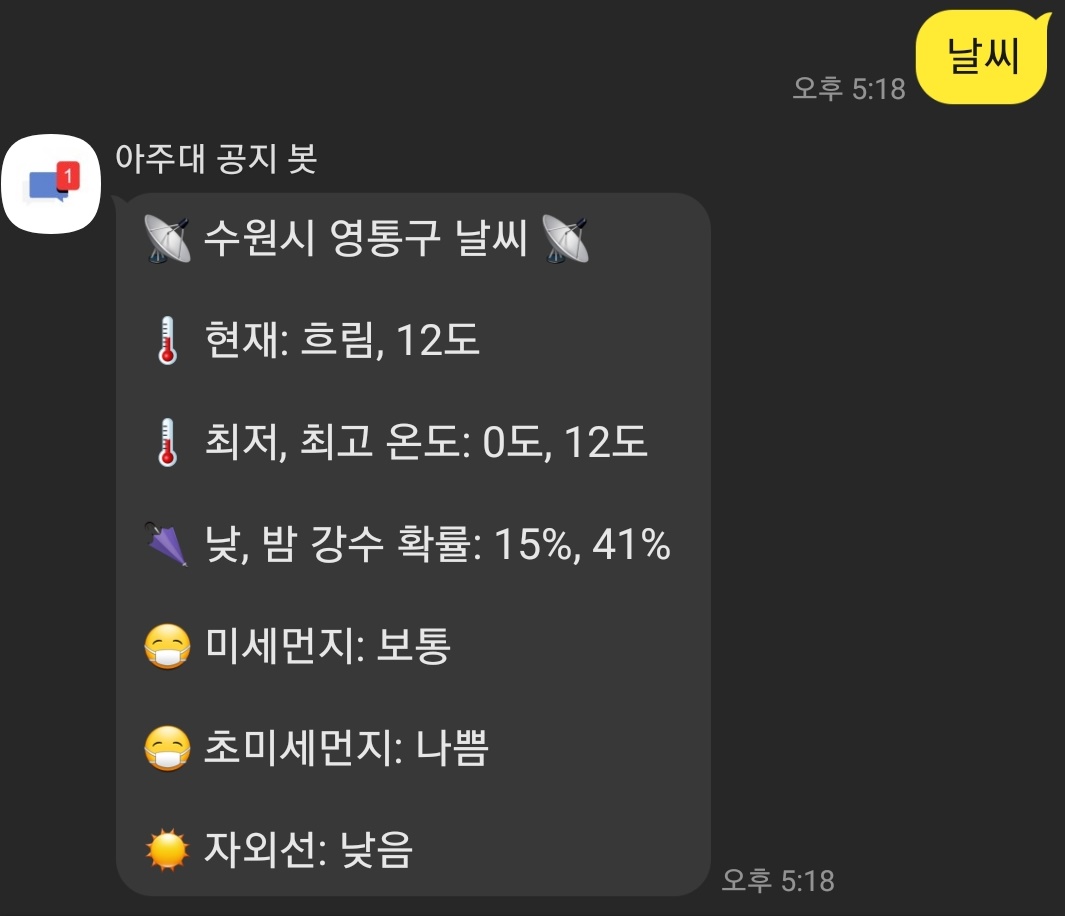 날씨
오후 5:18
1
아주대 공지 봇
📡 수원시 영통구 날씨 📡
🌡 현재: 흐림, 12도
🌡 최저, 최고 온도: 0도, 12도
🌂 낮, 밤 강수 확률: 15%, 41%
😷 미세먼지: 보통
😷 초미세먼지: 나쁨
☀ 자외선: 낮음
오후 5:18